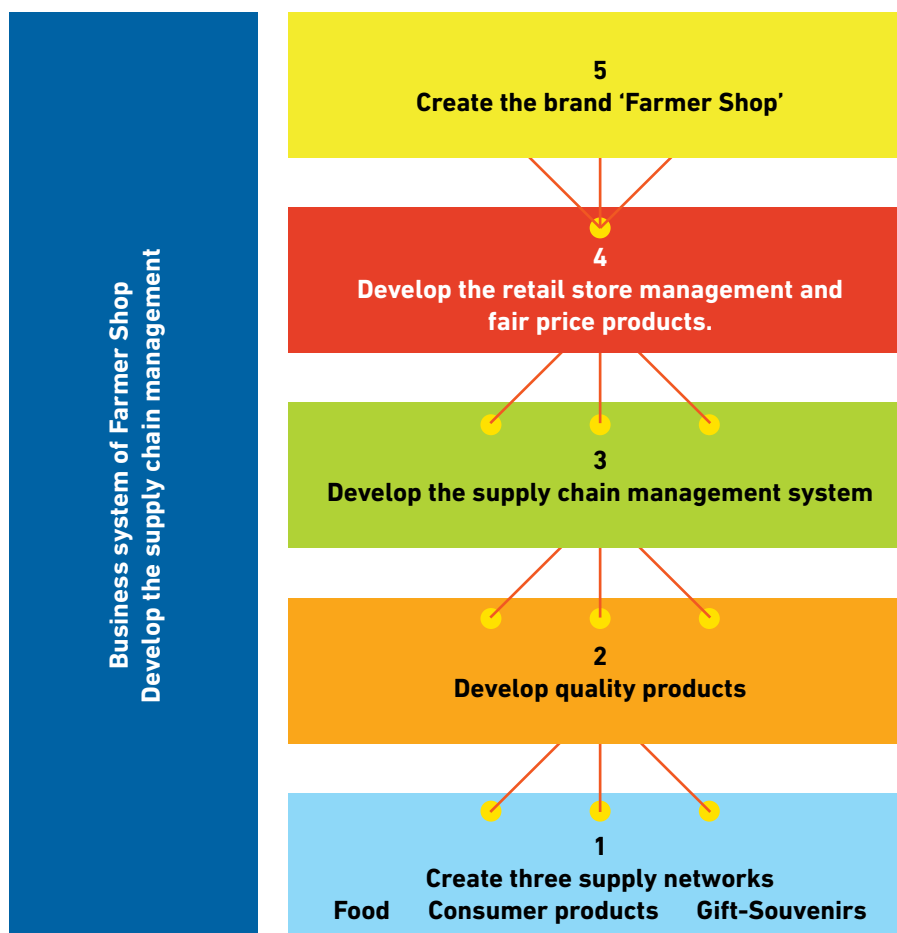 Business system of Farmer Shop
Develop the supply chain management
5
Create the brand ‘Farmer Shop’
4
Develop the retail store management and
fair price products.
3
Develop the supply chain management system
2
Develop quality products
1
Create three supply networks
Food Consumer products Gift-Souvenirs